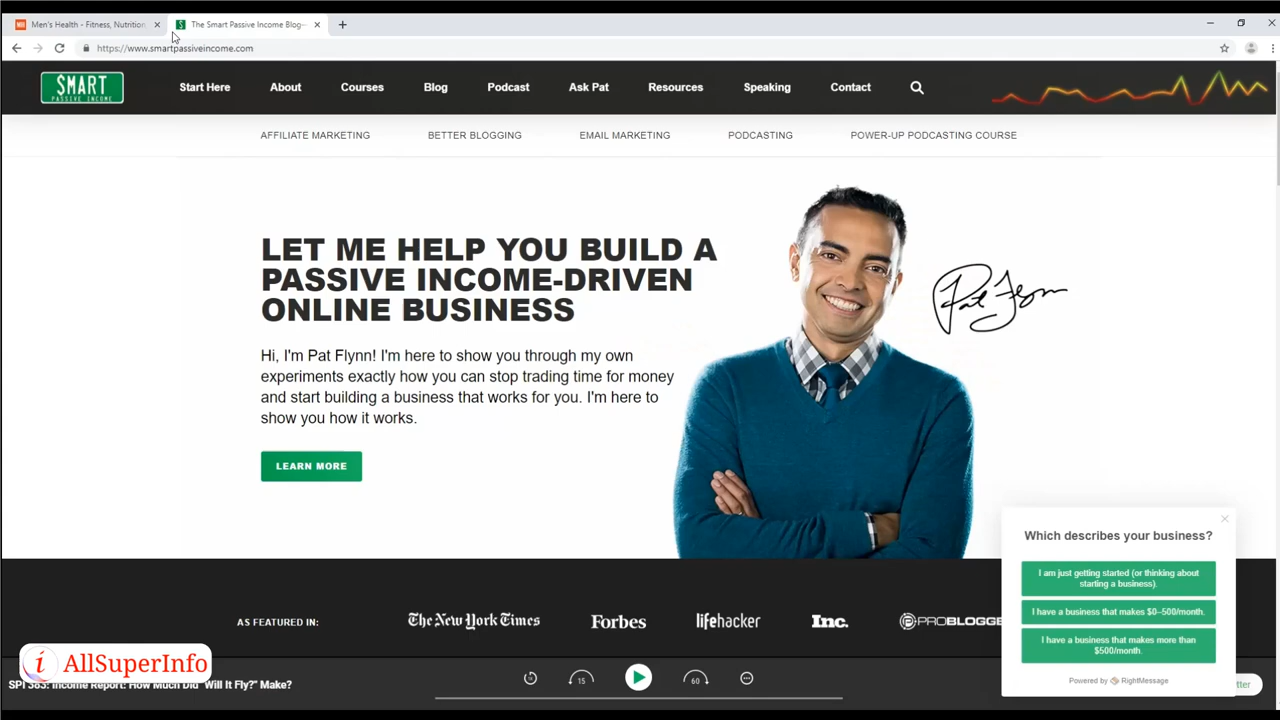 Men's Health - Fitness, Nutrition
The Smart Passive Income Blog
https://www.smartpassiveincome.com
SMART
PASSIVE INCOME
Start Here
About
Courses
Blog
Podcast
Ask Pat
Resources
Speaking
Contact
AFFILIATE MARKETING
BETTER BLOGGING
EMAIL MARKETING
PODCASTING
POWER-UP PODCASTING COURSE
LET ME HELP YOU BUILD A
PASSIVE INCOME-DRIVEN
ONLINE BUSINESS
Pat Flynn
Hi, I'm Pat Flynn! I'm here to show you through my own
experiments exactly how you can stop trading time for money
and start building a business that works for you. I'm here to
show you how it works.
LEARN MORE
Which describes your business?
I am just getting started (or thinking about
starting a business).
I have a business that makes $0–500/month.
I have a business that makes more than
$500/month.
Powered by RightMessage
AS FEATURED IN:
The New York Times
Forbes
lifehacker
Inc.
PROBLOGGE
i AllSuperInfo
Income Report: How Much Did "Will It Fly?" Make?
15
60
tter